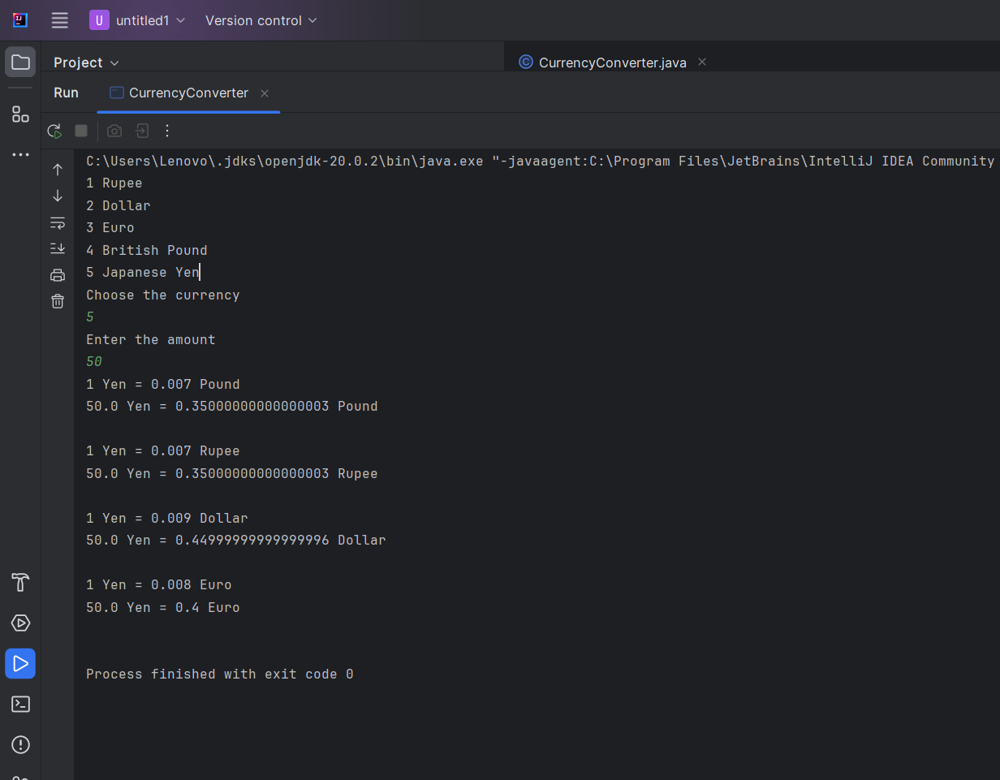 U untitled1 Version control
Project CurrencyConverter.java
Run CurrencyConverter
C:\Users\Lenovo\.jdks\openjdk-20.0.2\bin\java.exe "-javaagent:C:\Program Files\JetBrains\IntelliJ IDEA Community
1 Rupee
2 Dollar
3 Euro
4 British Pound
5 Japanese Yen
Choose the currency
5
Enter the amount
50
1 Yen = 0.007 Pound
50.0 Yen = 0.35000000000000003 Pound
1 Yen = 0.007 Rupee
50.0 Yen = 0.35000000000000003 Rupee
1 Yen = 0.009 Dollar
50.0 Yen = 0.44999999999999996 Dollar
1 Yen = 0.008 Euro
50.0 Yen = 0.4 Euro
Process finished with exit code 0